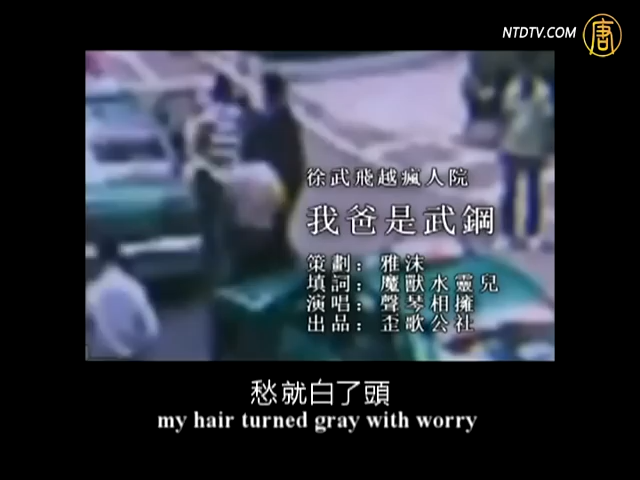 NTDTV.COM
唐
徐武飛越瘋人院
我爸是武鋼
策劃：雅沫
填詞：魔獸水靈兒
演唱：聲琴相擁
出品：歪歌公社
愁就白了頭
my hair turned gray with worry